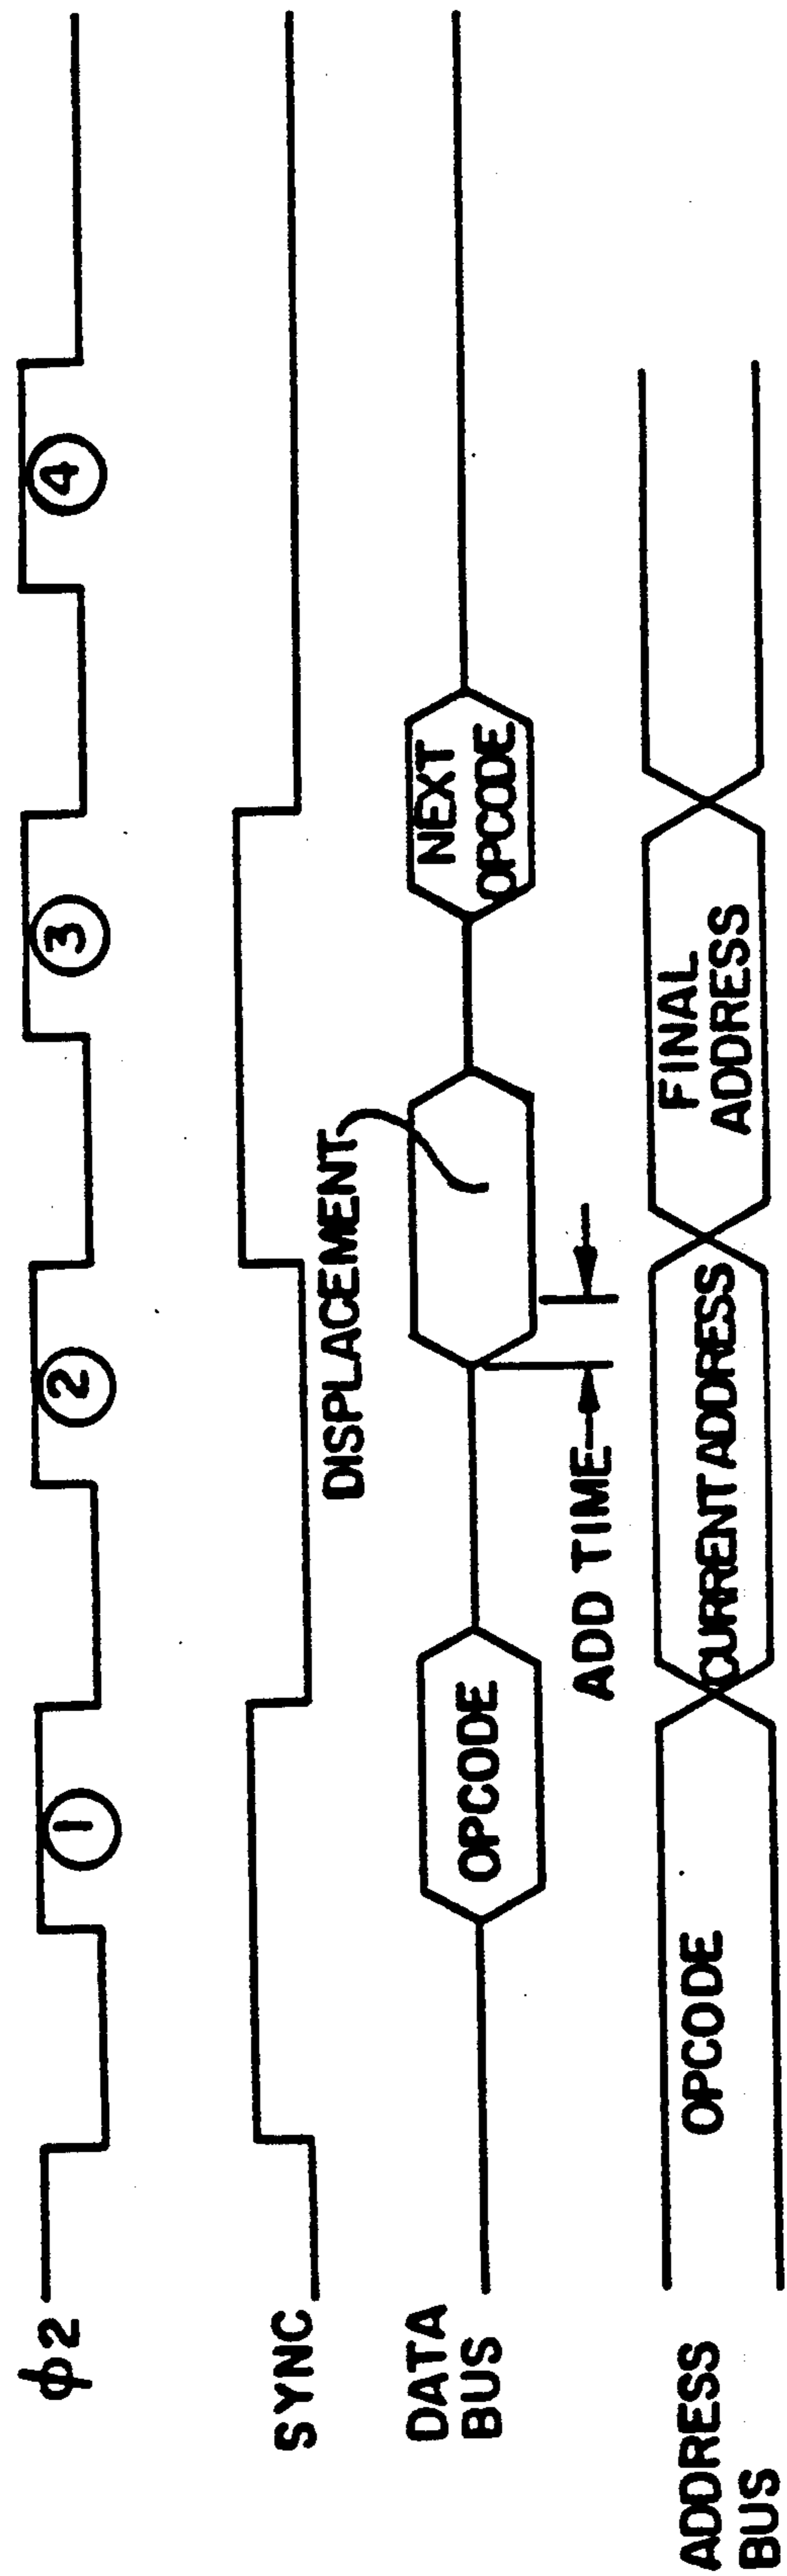 ϕ2
1
2
3
4
SYNC
DISPLACEMENT
DATA
BUS
OPCODE
NEXT
OPCODE
ADD TIME
ADDRESS
BUS
OPCODE
CURRENT ADDRESS
FINAL
ADDRESS